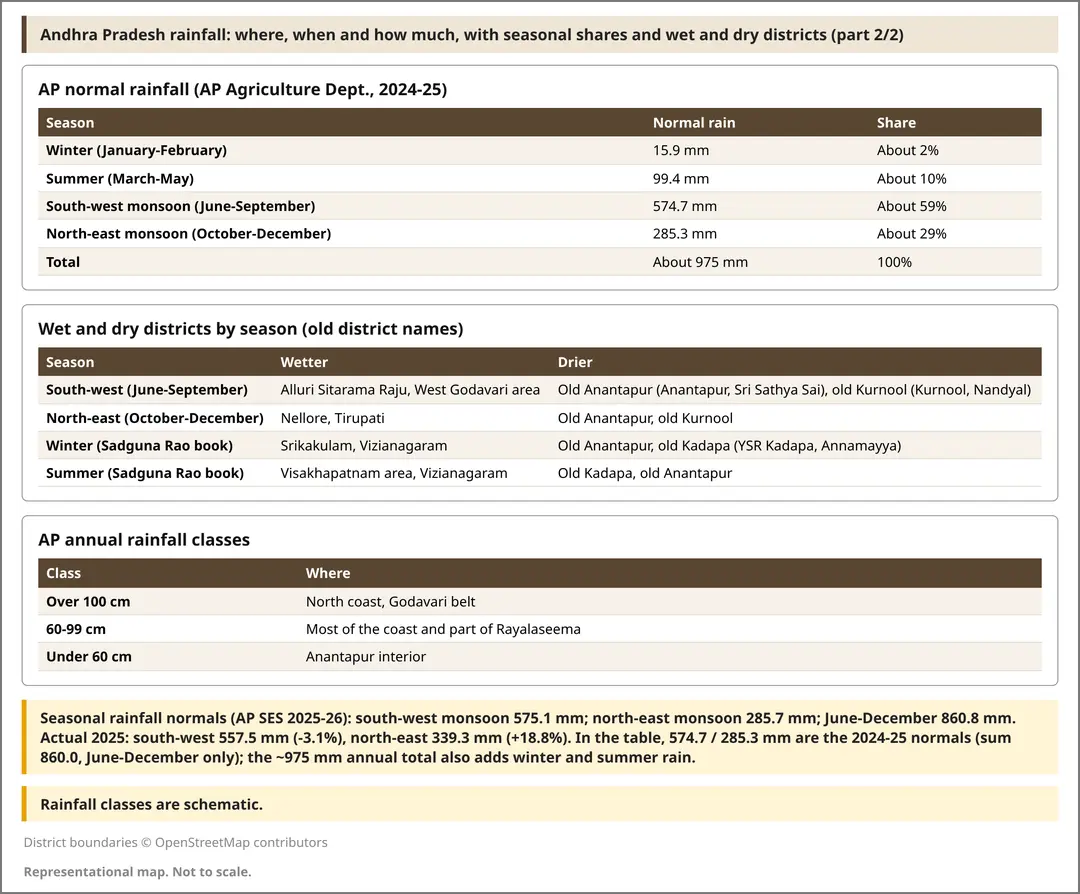 Andhra Pradesh rainfall: where, when and how much, with seasonal shares and wet and dry districts (part 2/2)
AP normal rainfall (AP Agriculture Dept., 2024-25)
Season Normal rain Share
Winter (January-February) 15.9 mm About 2%
Summer (March-May) 99.4 mm About 10%
South-west monsoon (June-September) 574.7 mm About 59%
North-east monsoon (October-December) 285.3 mm About 29%
Total About 975 mm 100%
Wet and dry districts by season (old district names)
Season Wetter Drier
South-west (June-September) Alluri Sitarama Raju, West Godavari area Old Anantapur (Anantapur, Sri Sathya Sai), old Kurnool (Kurnool, Nandyal)
North-east (October-December) Nellore, Tirupati Old Anantapur, old Kurnool
Winter (Sadguna Rao book) Srikakulam, Vizianagaram Old Anantapur, old Kadapa (YSR Kadapa, Annamayya)
Summer (Sadguna Rao book) Visakhapatnam area, Vizianagaram Old Kadapa, old Anantapur
AP annual rainfall classes
Class Where
Over 100 cm North coast, Godavari belt
60-99 cm Most of the coast and part of Rayalaseema
Under 60 cm Anantapur interior
Seasonal rainfall normals (AP SES 2025-26): south-west monsoon 575.1 mm; north-east monsoon 285.7 mm; June-December 860.8 mm.
Actual 2025: south-west 557.5 mm (-3.1%), north-east 339.3 mm (+18.8%). In the table, 574.7 / 285.3 mm are the 2024-25 normals (sum
860.0, June-December only); the ~975 mm annual total also adds winter and summer rain.
Rainfall classes are schematic.
District boundaries © OpenStreetMap contributors
Representational map. Not to scale.